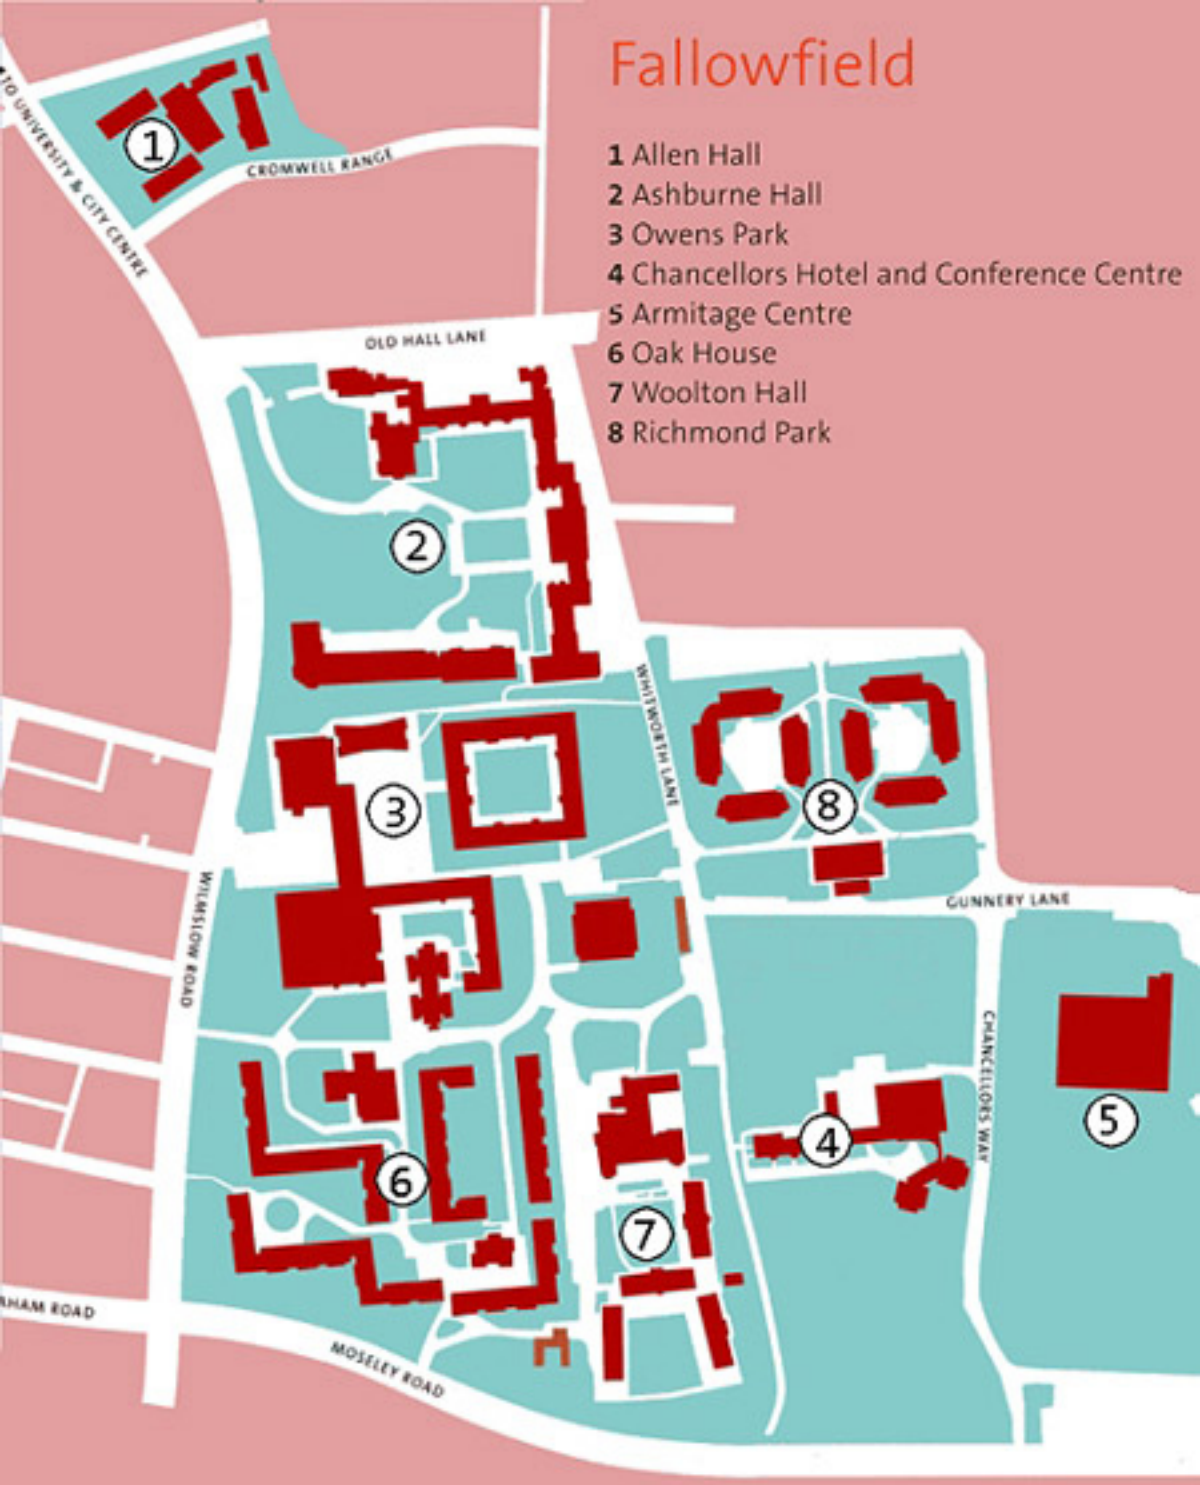 Fallowfield
1 Allen Hall
2 Ashburne Hall
3 Owens Park
4 Chancellors Hotel and Conference Centre
5 Armitage Centre
6 Oak House
7 Woolton Hall
8 Richmond Park
TO UNIVERSITY & CITY CENTRE
1
CROMWELL RANGE
OLD HALL LANE
2
WHITWORTH LANE
3
8
WILMSLOW ROAD
GUNNERY LANE
CHANCELLORS WAY
4
5
6
7
AHAM ROAD
MOSELEY ROAD